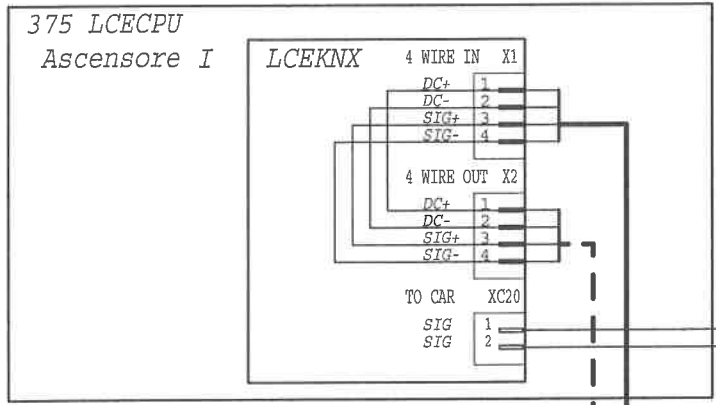 375 LCECPU
Ascensore I
LCEKNX
4 WIRE IN X1
DC+ 1
DC- 2
SIG+ 3
SIG- 4
4 WIRE OUT X2
DC+ 1
DC- 2
SIG+ 3
SIG- 4
TO CAR XC20
SIG 1
SIG 2